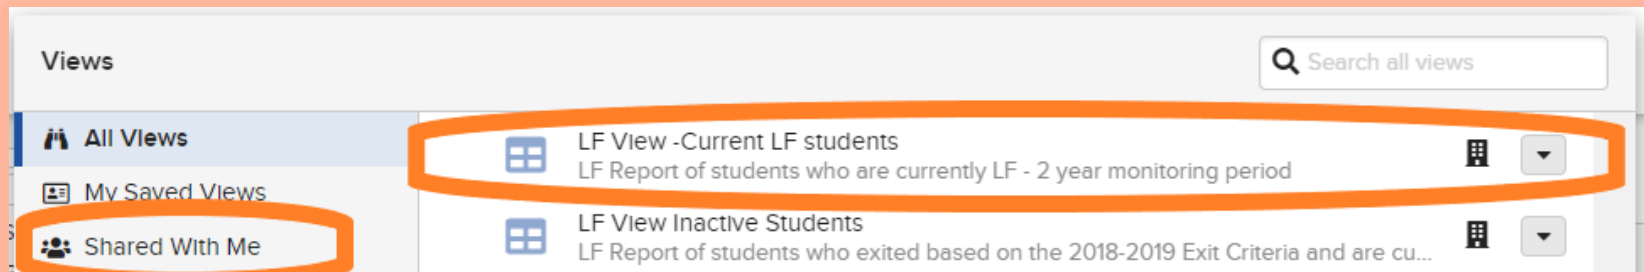 Views
Search all views
All Views
My Saved Views
Shared With Me
LF View -Current LF students
LF Report of students who are currently LF - 2 year monitoring period
LF View Inactive Students
LF Report of students who exited based on the 2018-2019 Exit Criteria and are cu...